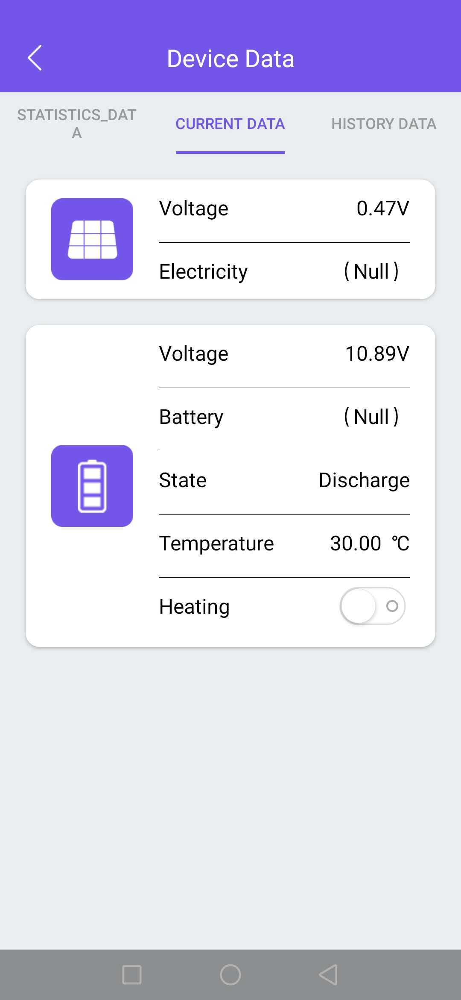 Device Data
STATISTICS_DAT
A
CURRENT DATA
HISTORY DATA
Voltage 0.47V
Electricity (Null)
Voltage 10.89V
Battery (Null)
State Discharge
Temperature 30.00 ℃
Heating